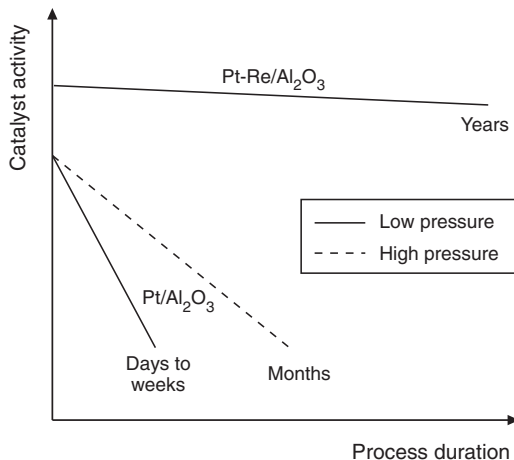 Catalyst activity
Pt-Re/Al₂O₃
Years
Low pressure
High pressure
Pt/Al₂O₃
Days to
weeks
Months
Process duration